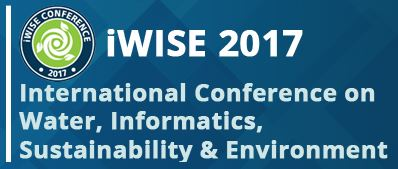 iWISE CONFERENCE
2017
iWISE 2017
International Conference on
Water, Informatics,
Sustainability & Environment